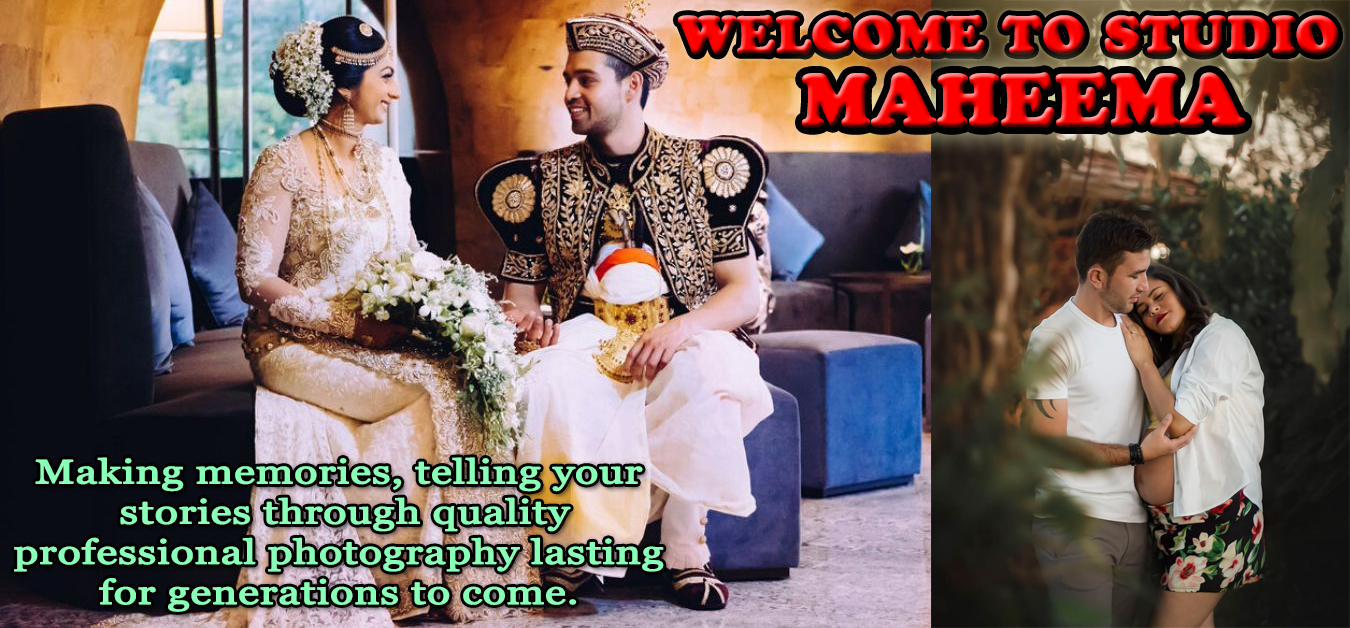 WELCOME TO STUDIO
MAHEEMA
Making memories, telling your
stories through quality
professional photography lasting
for generations to come.